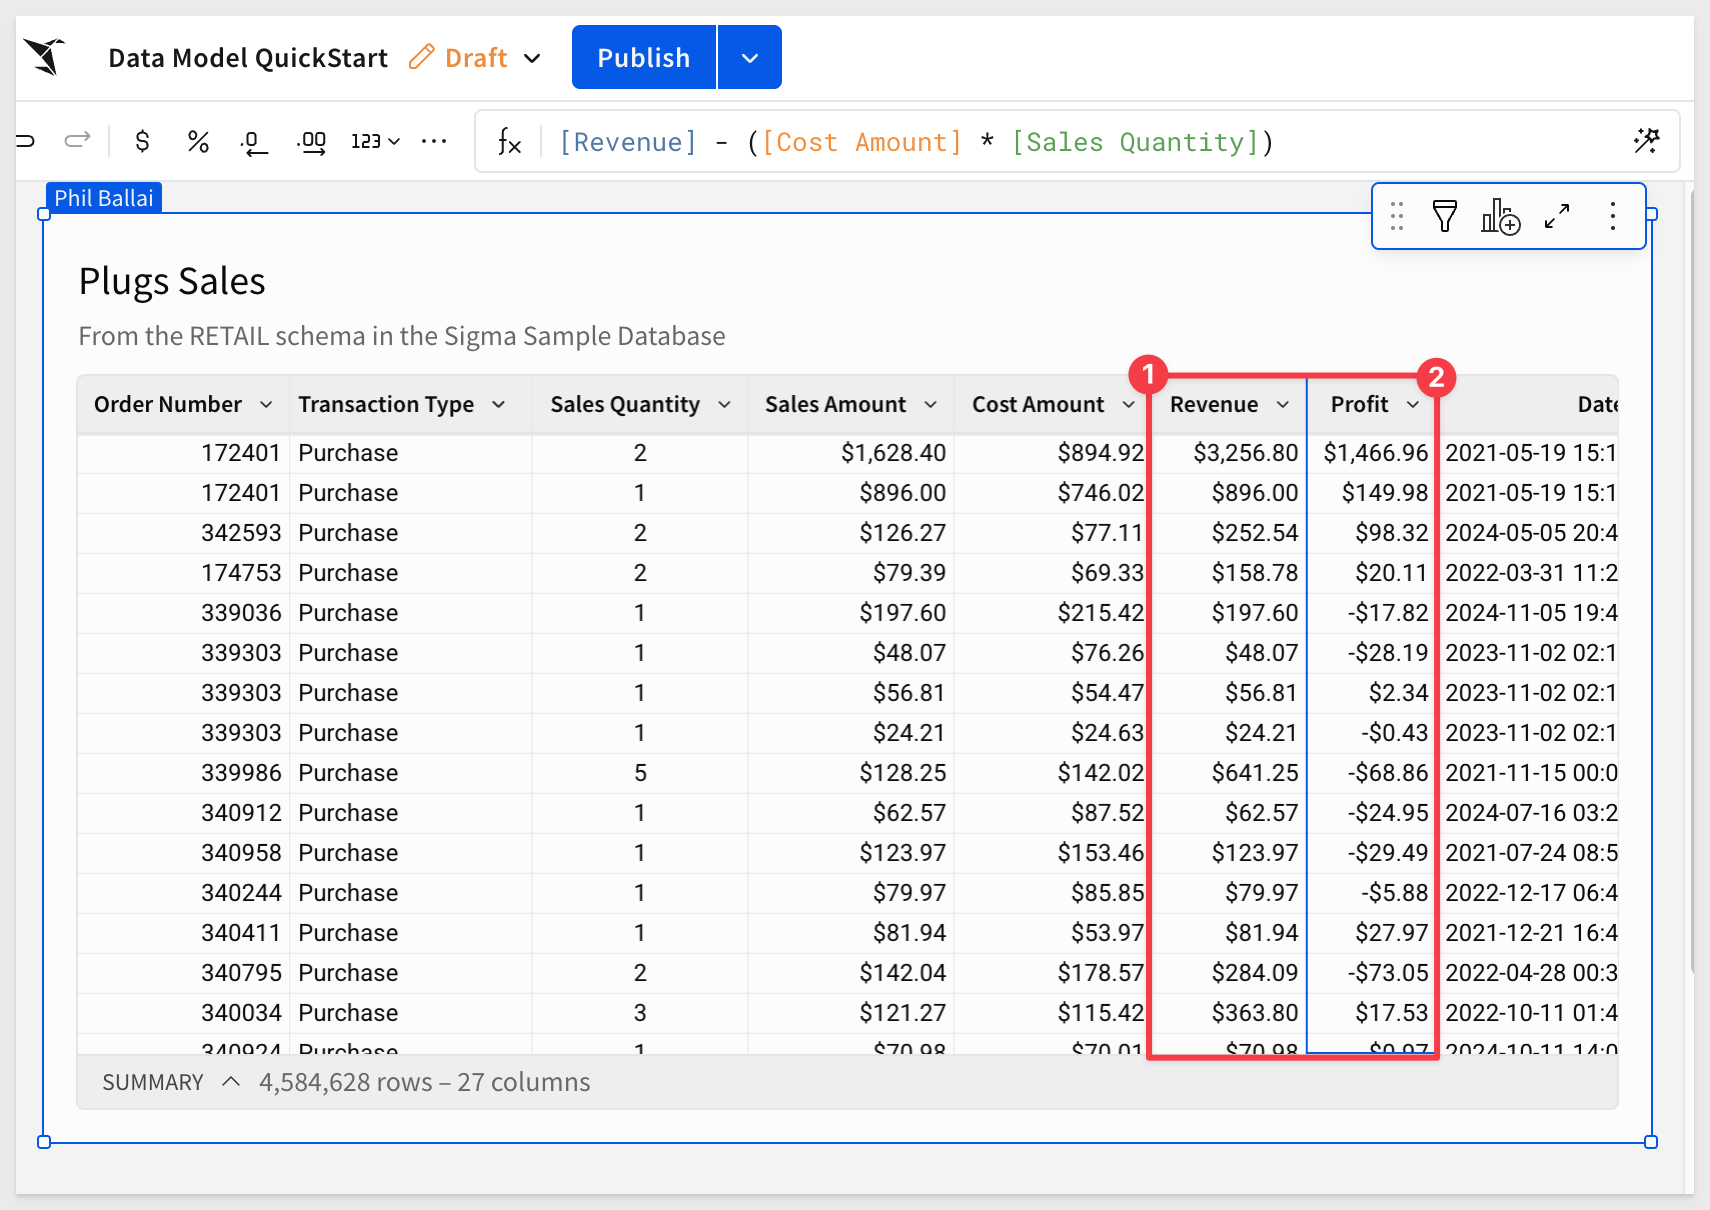 Data Model QuickStart Draft Publish
$ % .0 .00 123 ... fx [Revenue] - ([Cost Amount] * [Sales Quantity])
Phil Ballai
Plugs Sales
From the RETAIL schema in the Sigma Sample Database
1 2
Order Number Transaction Type Sales Quantity Sales Amount Cost Amount Revenue Profit Date
172401 Purchase 2 $1,628.40 $894.92 $3,256.80 $1,466.96 2021-05-19 15:1
172401 Purchase 1 $896.00 $746.02 $896.00 $149.98 2021-05-19 15:1
342593 Purchase 2 $126.27 $77.11 $252.54 $98.32 2024-05-05 20:4
174753 Purchase 2 $79.39 $69.33 $158.78 $20.11 2022-03-31 11:2
339036 Purchase 1 $197.60 $215.42 $197.60 -$17.82 2024-11-05 19:4
339303 Purchase 1 $48.07 $76.26 $48.07 -$28.19 2023-11-02 02:1
339303 Purchase 1 $56.81 $54.47 $56.81 $2.34 2023-11-02 02:1
339303 Purchase 1 $24.21 $24.63 $24.21 -$0.43 2023-11-02 02:1
339986 Purchase 5 $128.25 $142.02 $641.25 -$68.86 2021-11-15 00:0
340912 Purchase 1 $62.57 $87.52 $62.57 -$24.95 2024-07-16 03:2
340958 Purchase 1 $123.97 $153.46 $123.97 -$29.49 2021-07-24 08:5
340244 Purchase 1 $79.97 $85.85 $79.97 -$5.88 2022-12-17 06:4
340411 Purchase 1 $81.94 $53.97 $81.94 $27.97 2021-12-21 16:4
340795 Purchase 2 $142.04 $178.57 $284.09 -$73.05 2022-04-28 00:3
340034 Purchase 3 $121.27 $115.42 $363.80 $17.53 2022-10-11 01:4
340924 Purchase 1 $70.98 $70.01 $70.98 $0.97 2024-10-11 14:0
SUMMARY 4,584,628 rows – 27 columns